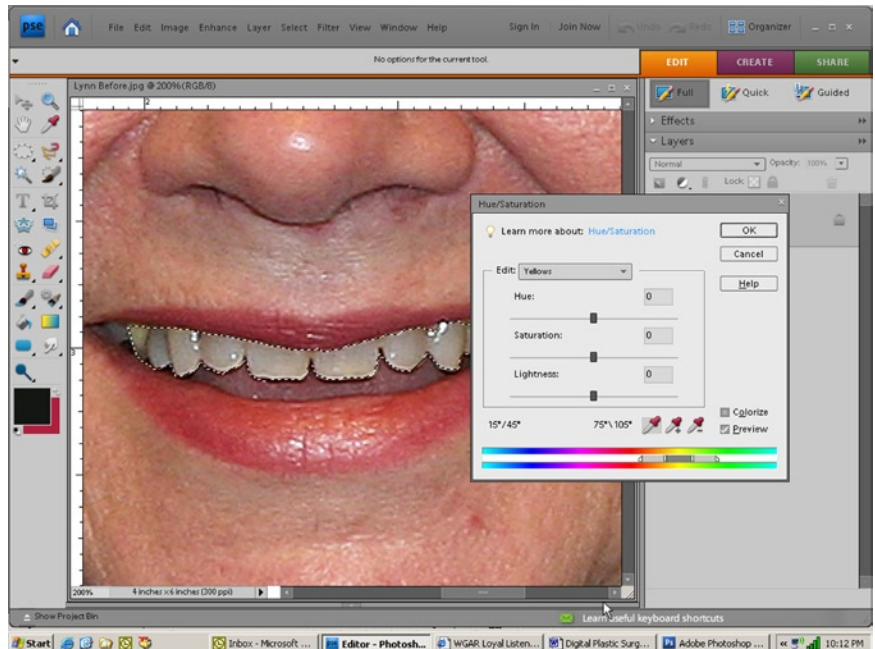 pse File Edit Image Enhance Layer Select Filter View Window Help Sign In Join Now Undo Redo Organizer
No options for the current tool. EDIT CREATE SHARE
Lynn Before.jpg @ 200% (RGB/8)
Full Quick Guided
Effects
Layers
Normal Opacity: 100%
Lock:
2
3
Hue/Saturation
Learn more about: Hue/Saturation
OK
Cancel
Help
Edit: Yellows
Hue: 0
Saturation: 0
Lightness: 0
15°/45° 75°\105°
Colorize
Preview
200% 4 inches x 6 inches (300 ppi)
Show Project Bin Learn useful keyboard shortcuts
Start Inbox - Microsoft ... Editor - Photosh... WGAR Loyal Listen... Digital Plastic Surg... Adobe Photoshop ... 10:12 PM